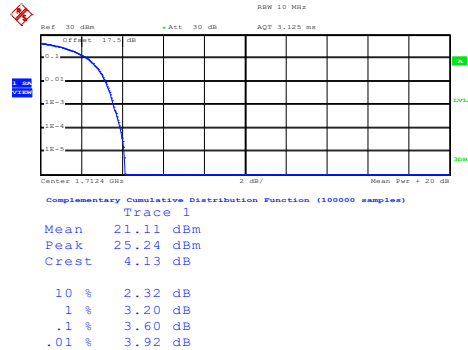 RBW 10 MHz
Ref 30 dBm *Att 30 dB AQT 3.125 ms
Offset 17.5 dB
0.1
A
0.01
1 SA
VIEW
1E-3
LVL
1E-4
1E-5
3DB
Center 1.7124 GHz 2 dB/ Mean Pwr + 20 dB
Complementary Cumulative Distribution Function (100000 samples)
Trace 1
Mean 21.11 dBm
Peak 25.24 dBm
Crest 4.13 dB
10 % 2.32 dB
1 % 3.20 dB
.1 % 3.60 dB
.01 % 3.92 dB